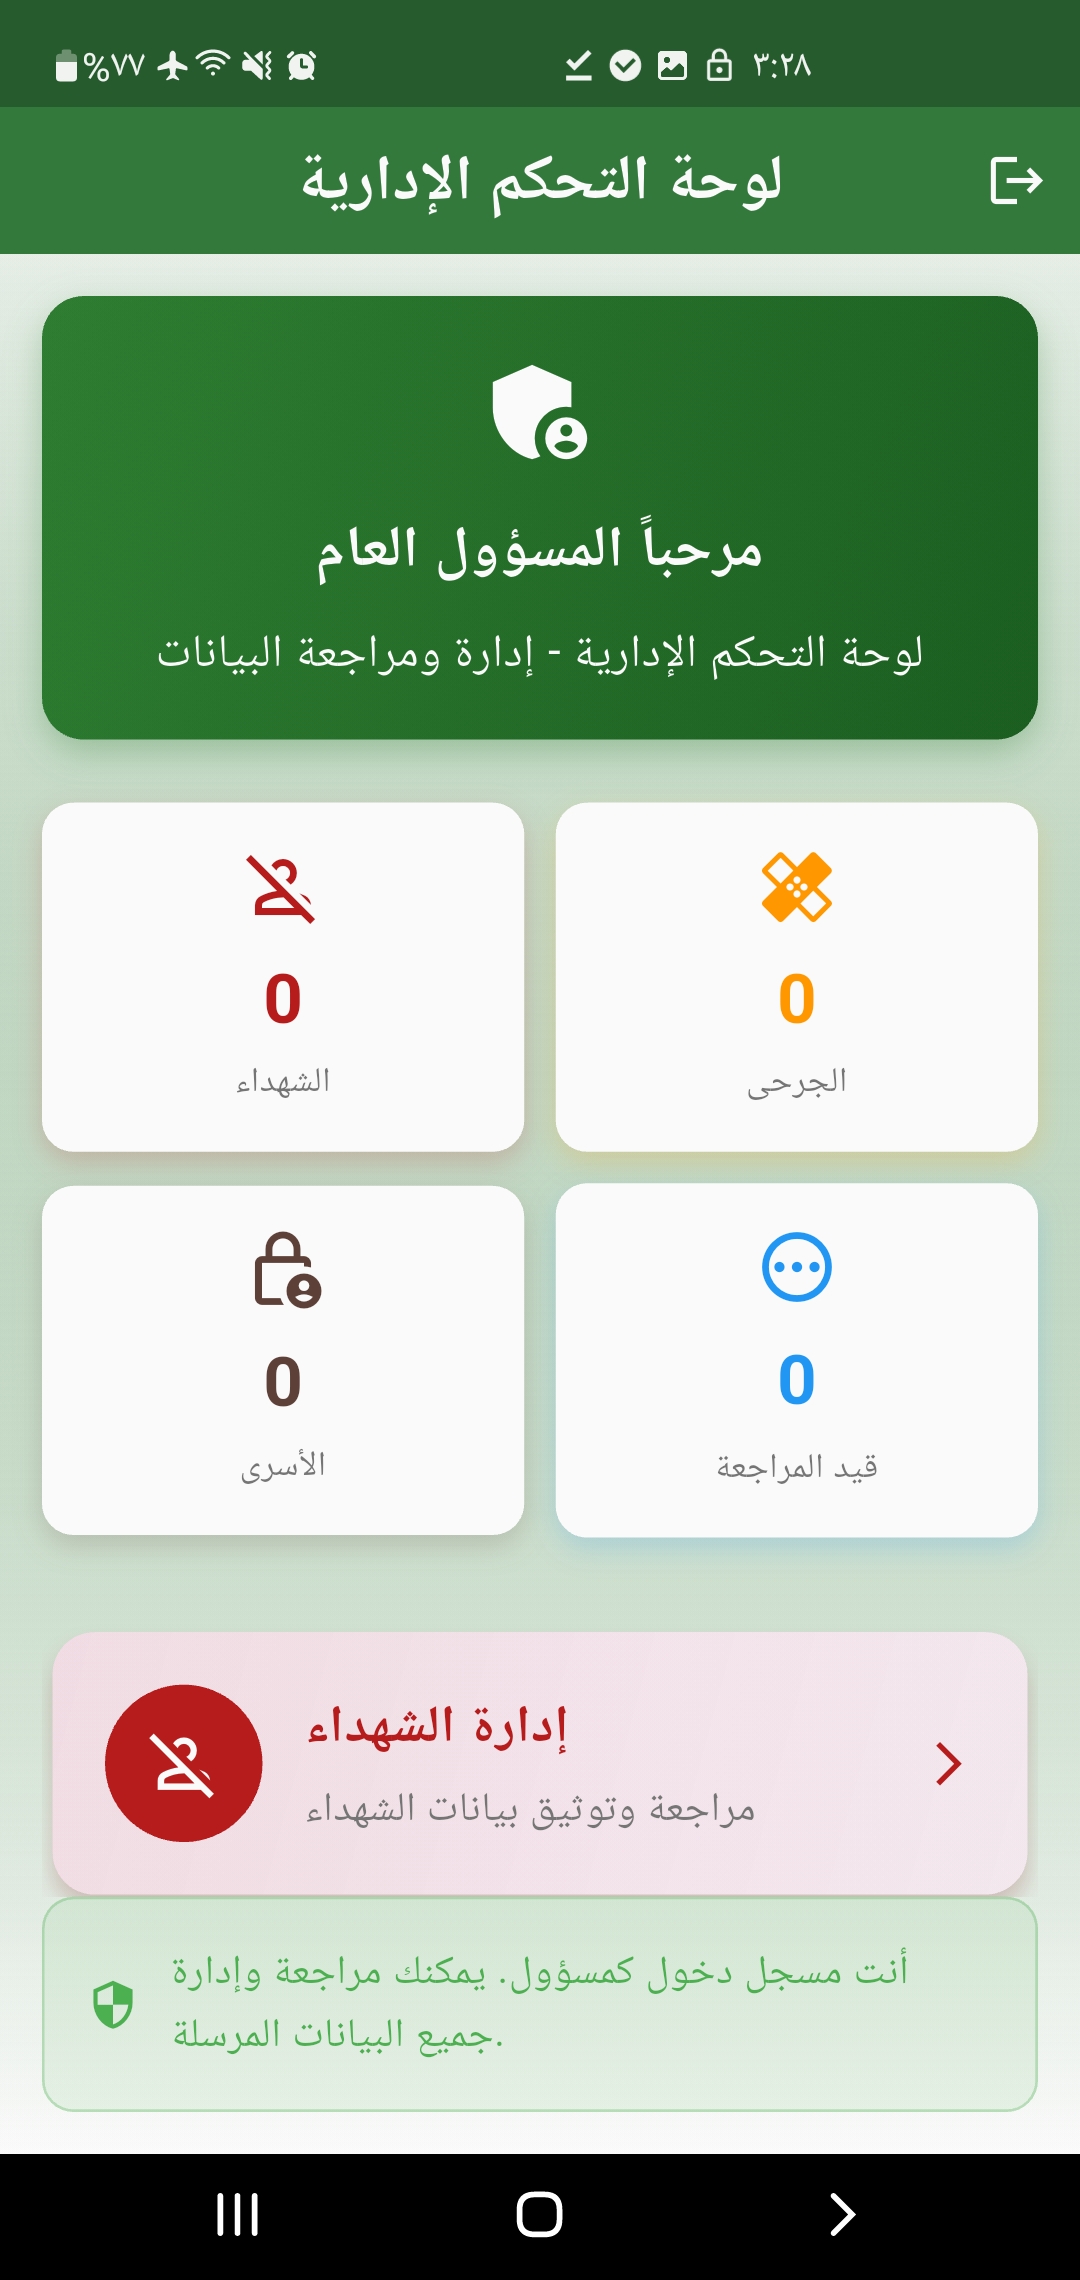 %٧٧
٣:٢٨
لوحة التحكم الإدارية
مرحباً المسؤول العام
لوحة التحكم الإدارية - إدارة ومراجعة البيانات
0
الشهداء
0
الجرحى
0
الأسرى
0
قيد المراجعة
إدارة الشهداء
مراجعة وتوثيق بيانات الشهداء
أنت مسجل دخول كمسؤول. يمكنك مراجعة وإدارة
جميع البيانات المرسلة.